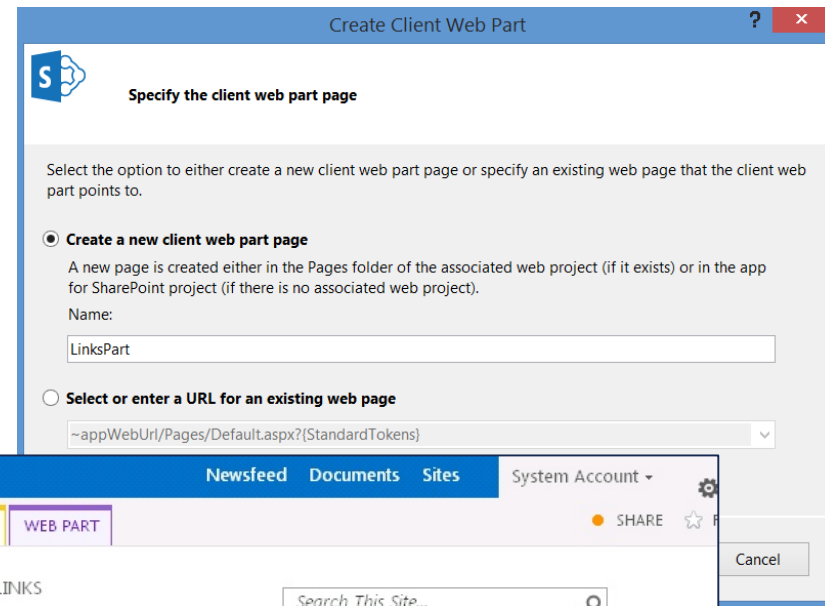 Create Client Web Part
?
S
Specify the client web part page
Select the option to either create a new client web part page or specify an existing web page that the client web
part points to.
Create a new client web part page
A new page is created either in the Pages folder of the associated web project (if it exists) or in the app
for SharePoint project (if there is no associated web project).
Name:
LinksPart
Select or enter a URL for an existing web page
~appWebUrl/Pages/Default.aspx?{StandardTokens}
Newsfeed Documents Sites System Account
WEB PART SHARE
Cancel
LINKS
Search This Site...